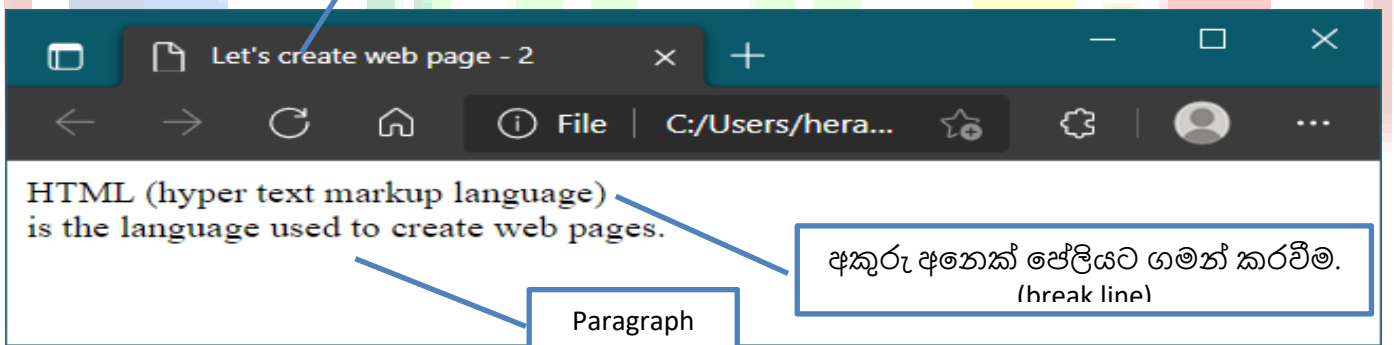 Let's create web page - 2
File C:/Users/hera...
HTML (hyper text markup language)
is the language used to create web pages.
අකුරු අනෙක් පේලියට ගමන් කරවීම.
(break line)
Paragraph